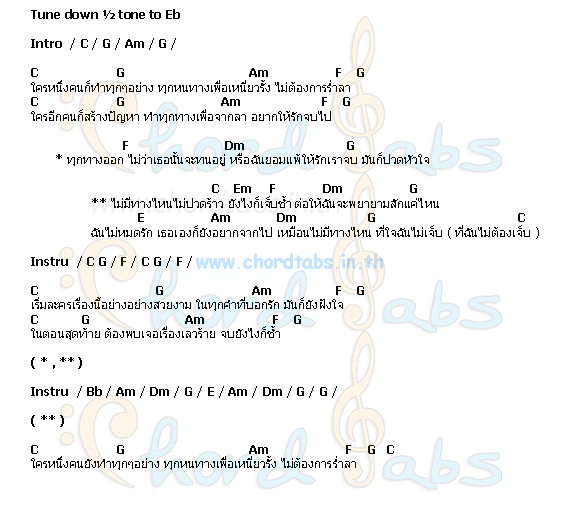 Tune down ½ tone to Eb
Intro / C / G / Am / G /
C G Am F G
ใครหนึ่งคนก็ทำทุกๆอย่าง ทุกหนทางเพื่อเหนี่ยวรั้ง ไม่ต้องการร่ำลา
C G Am F G
ใครอีกคนก็สร้างปัญหา ทำทุกทางเพื่อจากลา อยากให้รักจบไป
F Dm G
* ทุกทางออก ไม่ว่าเธอนั้นจะทนอยู่ หรือฉันยอมแพ้ให้รักเราจบ มันก็ปวดหัวใจ
C Em F Dm G
** ไม่มีทางไหนไม่ปวดร้าว ยังไงก็เจ็บช้ำ ต่อให้ฉันจะพยายามสักแค่ไหน
E Am Dm G C
ฉันไม่หมดรัก เธอเองก็ยังอยากจากไป เหมือนไม่มีทางไหน ที่ใจฉันไม่เจ็บ ( ที่ฉันไม่ต้องเจ็บ )
Instru / C G / F / C G / F /
www.chordtabs.in.th
C G Am F G
เริ่มละครเรื่องนี้อย่างอย่างสวยงาม ในทุกคำที่บอกรัก มันก็ยังฝังใจ
C G Am F G
ในตอนสุดท้าย ต้องพบเจอเรื่องเลวร้าย จบยังไงก็ช้ำ
( * , ** )
Instru / Bb / Am / Dm / G / E / Am / Dm / G / G /
( ** )
C G Am F G C
ใครหนึ่งคนยังทำทุกๆอย่าง ทุกหนทางเพื่อเหนี่ยวรั้ง ไม่ต้องการร่ำลา